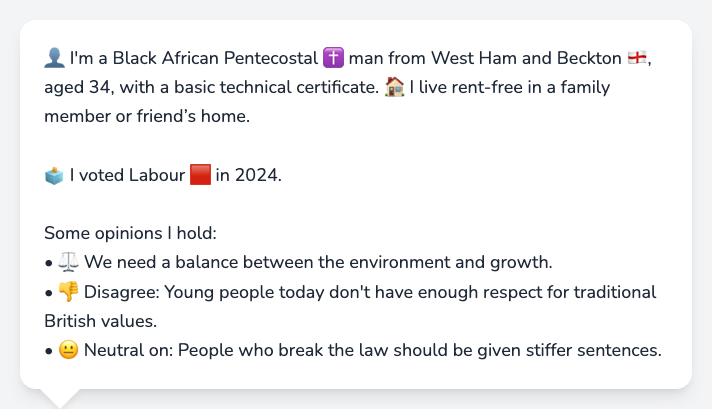 👤 I'm a Black African Pentecostal ✝️ man from West Ham and Beckton 🏴󠁧󠁢󠁥󠁮󠁧󠁿,
aged 34, with a basic technical certificate. 🏠 I live rent-free in a family
member or friend’s home.
🗳️ I voted Labour 🟥 in 2024.
Some opinions I hold:
• ⚖️ We need a balance between the environment and growth.
• 👎 Disagree: Young people today don't have enough respect for traditional
British values.
• 😐 Neutral on: People who break the law should be given stiffer sentences.